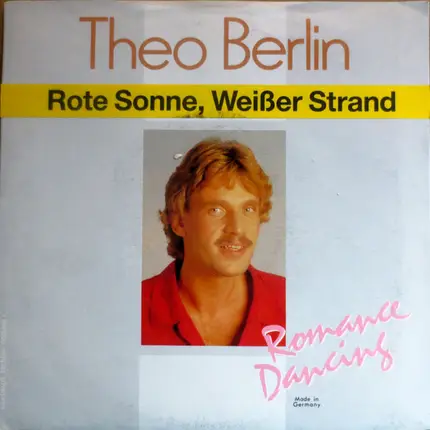 Theo Berlin
Rote Sonne, Weißer Strand
Romance
Dancing
Made in
Germany